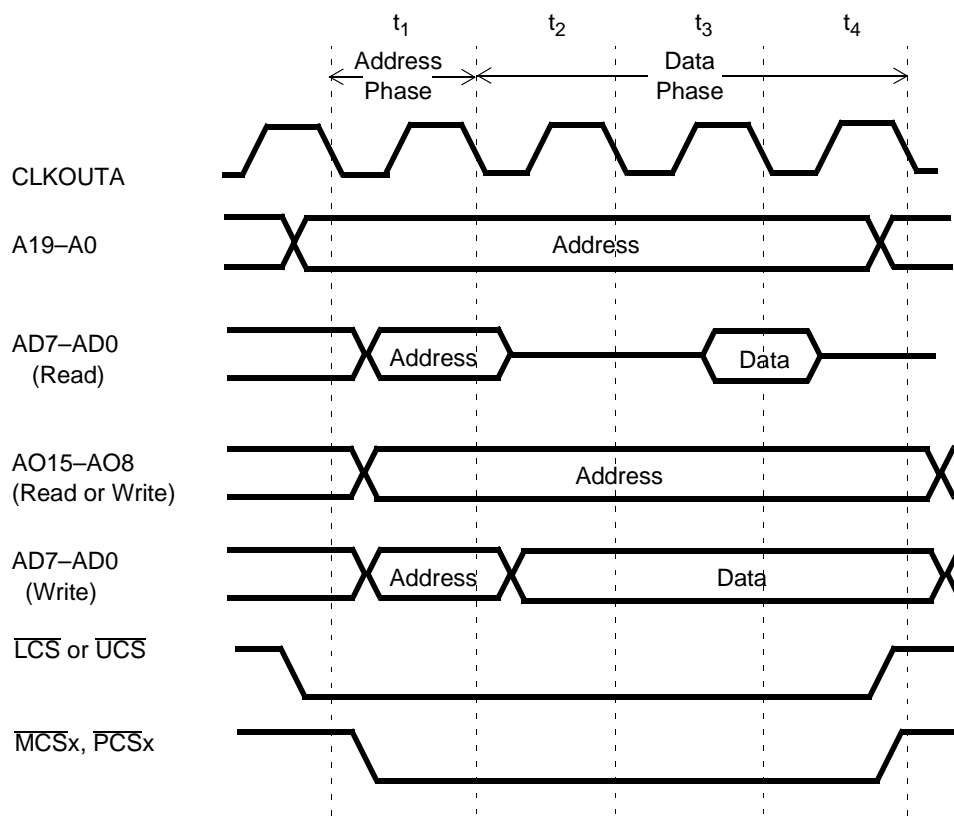 t1 t2 t3 t4
Address
Phase
Data
Phase
CLKOUTA
A19–A0
Address
AD7–AD0
(Read)
Address
Data
AO15–AO8
(Read or Write)
Address
AD7–AD0
(Write)
Address
Data
LCS or UCS
MCSx, PCSx